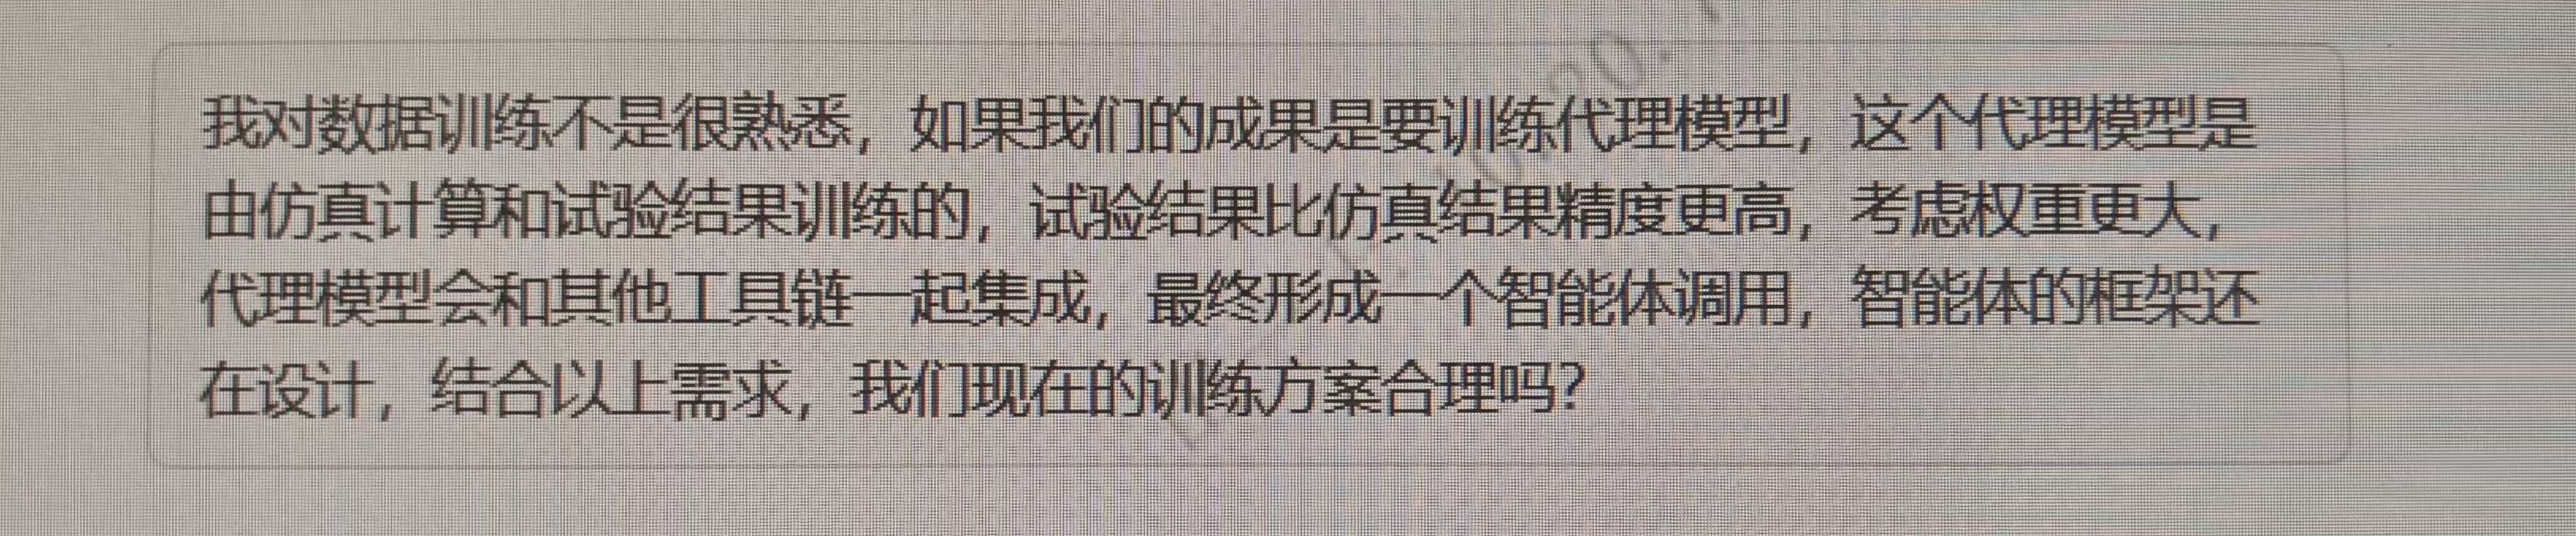 我对数据训练不是很熟悉，如果我们的成果是要训练代理模型，这个代理模型是
由仿真计算和试验结果训练的，试验结果比仿真结果精度更高，考虑权重更大，
代理模型会和其他工具链一起集成，最终形成一个智能体调用，智能体的框架还
在设计，结合以上需求，我们现在的训练方案合理吗？